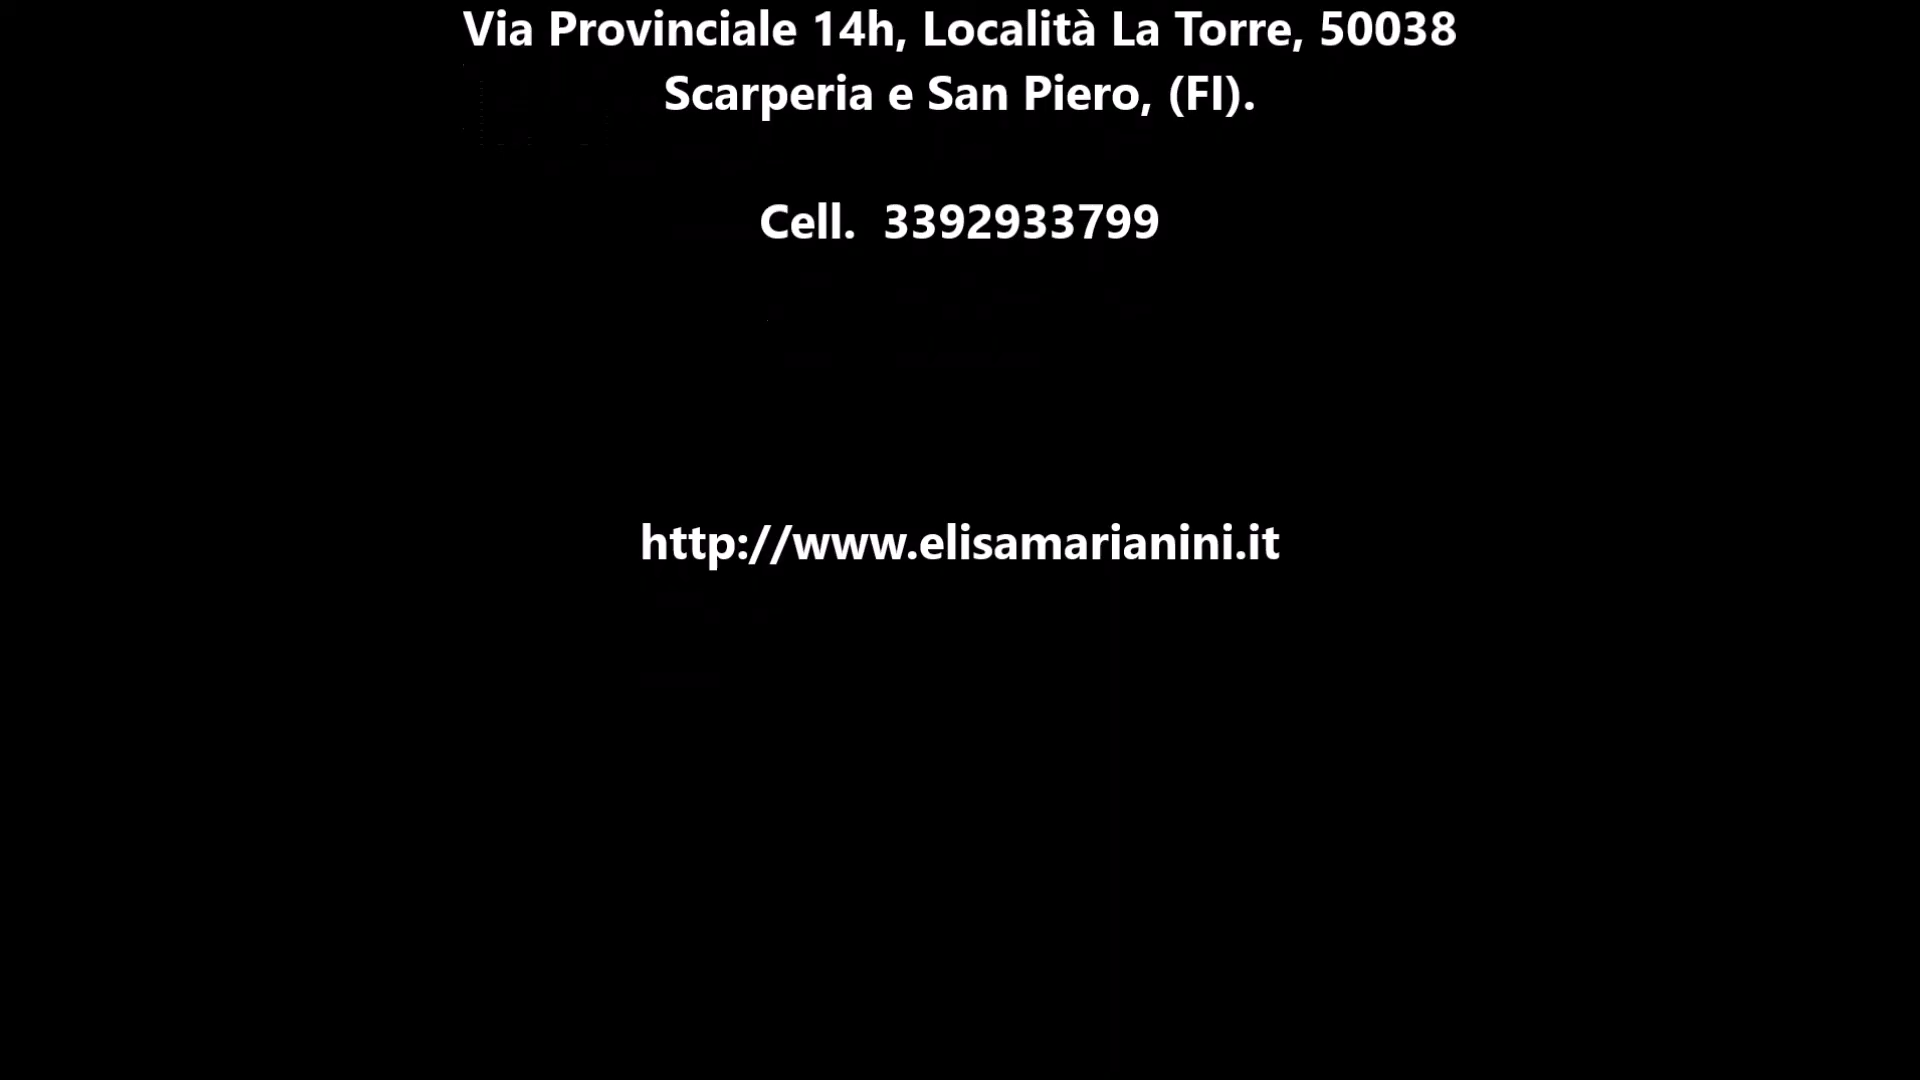 Via Provinciale 14h, Località La Torre, 50038
Scarperia e San Piero, (FI).
Cell.  3392933799
http://www.elisamarianini.it